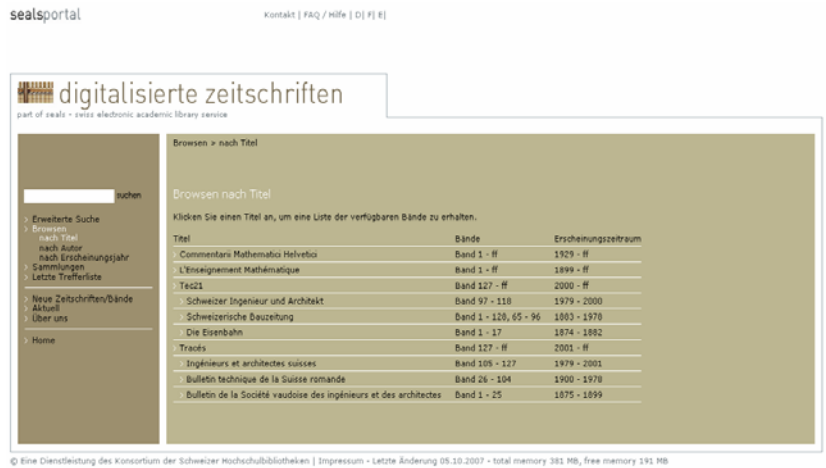 sealsportal
Kontakt | FAQ / Hilfe | D| F| E|
digitalisierte zeitschriften
part of seals - swiss electronic academic library service
Browsen > nach Titel
suchen
> Erweiterte Suche
> Browsen
nach Titel
nach Autor
nach Erscheinungsjahr
> Sammlungen
> Letzte Trefferliste
> Neue Zeitschriften/Bände
> Aktuell
> Über uns
> Home
Browsen nach Titel
Klicken Sie einen Titel an, um eine Liste der verfügbaren Bände zu erhalten.
Titel Bände Erscheinungszeitraum
> Commentarii Mathematici Helvetici Band 1 - ff 1929 - ff
> L'Enseignement Mathématique Band 1 - ff 1899 - ff
> Tec21 Band 127 - ff 2000 - ff
> Schweizer Ingenieur und Architekt Band 97 - 118 1979 - 2000
> Schweizerische Bauzeitung Band 1 - 128, 65 - 96 1883 - 1978
> Die Eisenbahn Band 1 - 17 1874 - 1882
> Tracés Band 127 - ff 2001 - ff
> Ingénieurs et architectes suisses Band 105 - 127 1979 - 2001
> Bulletin technique de la Suisse romande Band 26 - 104 1900 - 1978
> Bulletin de la Société vaudoise des ingénieurs et des architectes Band 1 - 25 1875 - 1899
© Eine Dienstleistung des Konsortium der Schweizer Hochschulbibliotheken | Impressum - Letzte Änderung 05.10.2007 - total memory 381 MB, free memory 191 MB